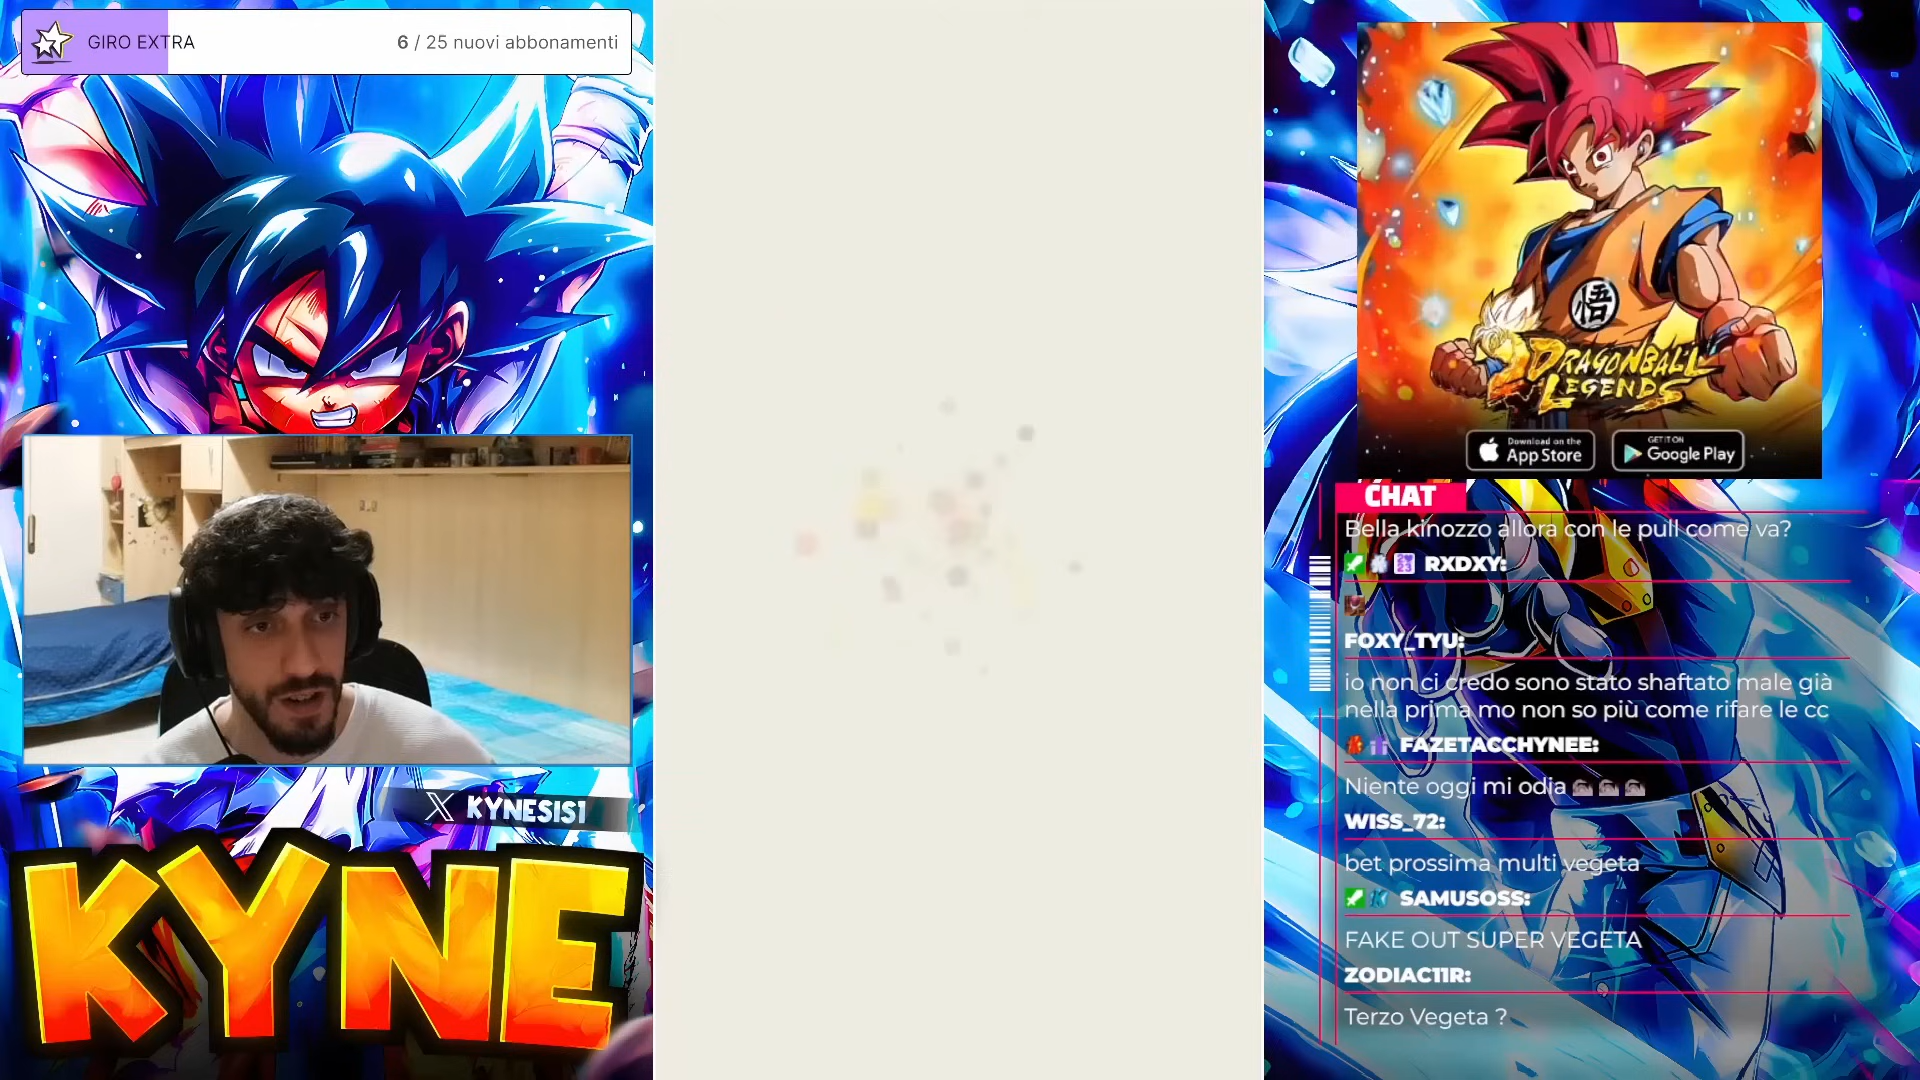 GIRO EXTRA
6 / 25 nuovi abbonamenti
X KYNESIS1
KYNE
悟
DRAGONBALL
LEGENDS
Download on the
App Store
GET IT ON
Google Play
CHAT
Bella kinozzo allora con le pull come va?
RXDXY:
FOXY_TYU:
io non ci credo sono stato shaftato male già
nella prima mo non so più come rifare le cc
FAZETACCHYNEE:
Niente oggi mi odia
WISS_72:
bet prossima multi vegeta
SAMUSOSS:
FAKE OUT SUPER VEGETA
ZODIAC11R:
Terzo Vegeta ?